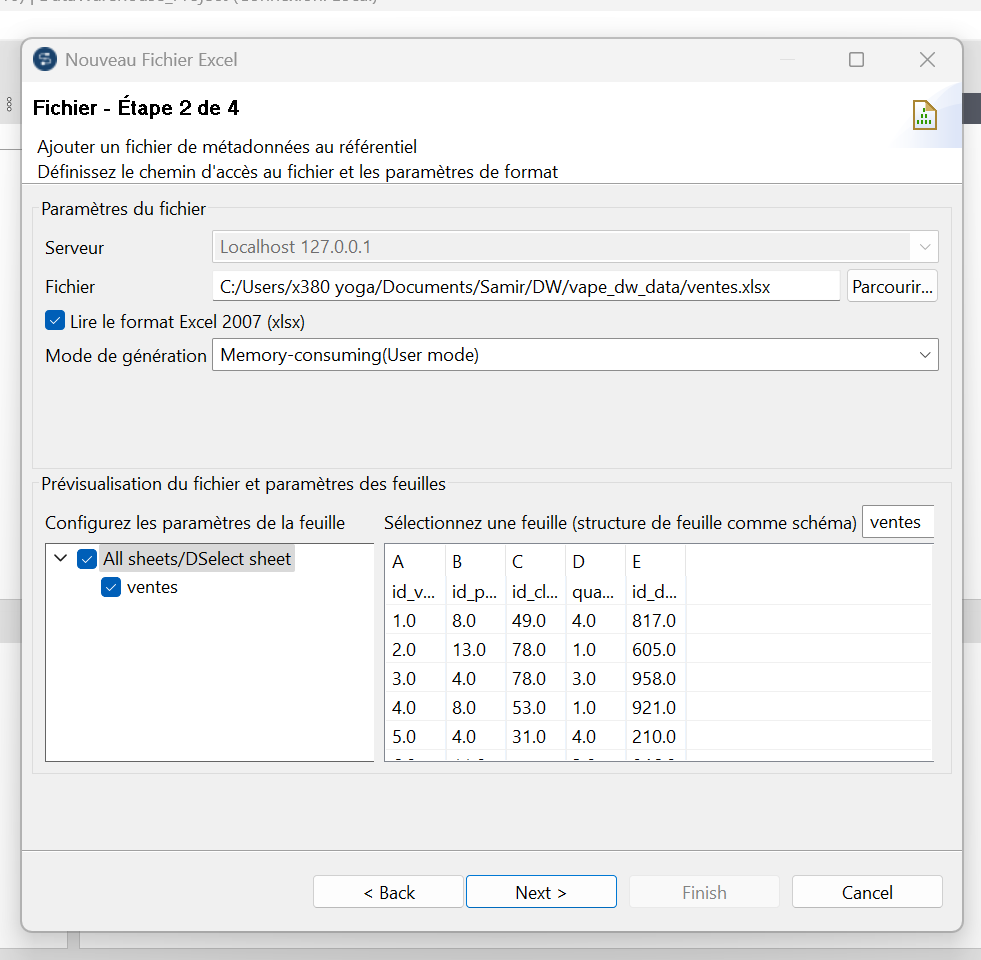 Nouveau Fichier Excel
Fichier - Étape 2 de 4
Ajouter un fichier de métadonnées au référentiel
Définissez le chemin d'accès au fichier et les paramètres de format
Paramètres du fichier
Serveur Localhost 127.0.0.1
Fichier C:/Users/x380 yoga/Documents/Samir/DW/vape_dw_data/ventes.xlsx Parcourir...
Lire le format Excel 2007 (xlsx)
Mode de génération Memory-consuming(User mode)
Prévisualisation du fichier et paramètres des feuilles
Configurez les paramètres de la feuille
All sheets/DSelect sheet
ventes
Sélectionnez une feuille (structure de feuille comme schéma) ventes
A B C D E
id_v... id_p... id_cl... qua... id_d...
1.0 8.0 49.0 4.0 817.0
2.0 13.0 78.0 1.0 605.0
3.0 4.0 78.0 3.0 958.0
4.0 8.0 53.0 1.0 921.0
5.0 4.0 31.0 4.0 210.0
< Back Next > Finish Cancel